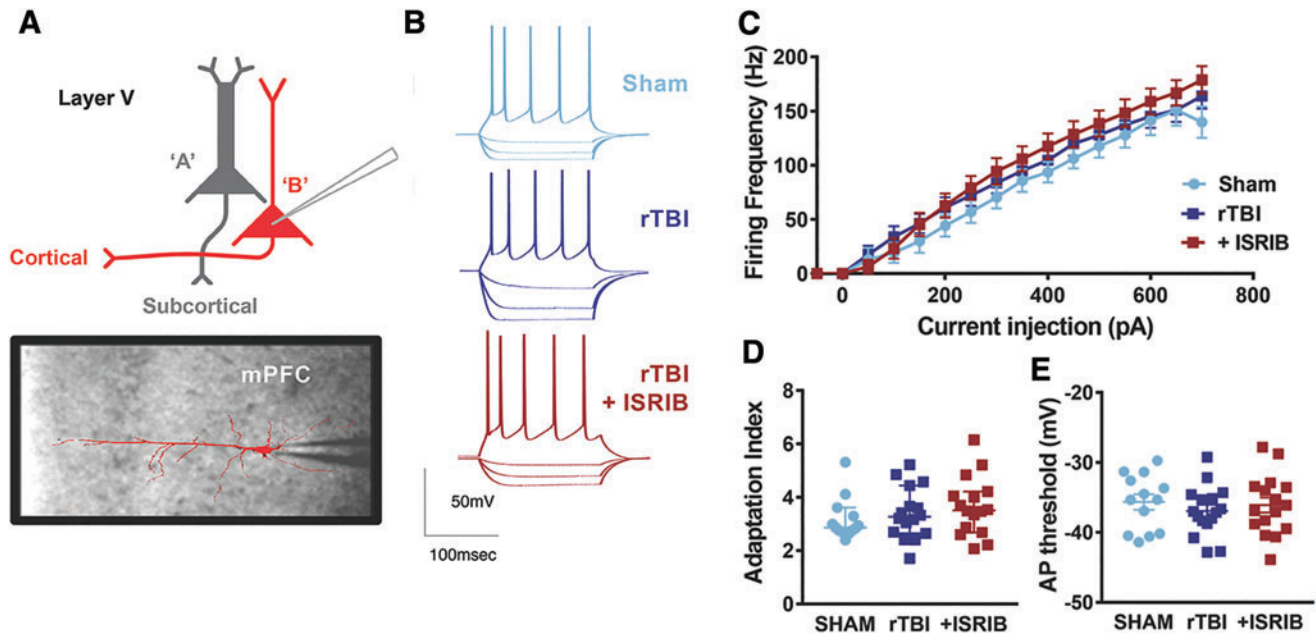 A
Layer V
'A'
'B'
Cortical
Subcortical
mPFC
B
Sham
rTBI
rTBI
+ ISRIB
50mV
100msec
C
Firing Frequency (Hz)
200
150
100
50
0
0 200 400 600 800
Current injection (pA)
Sham
rTBI
+ ISRIB
D
Adaptation Index
8
6
4
2
0
SHAM rTBI +ISRIB
E
AP threshold (mV)
-20
-30
-40
-50
SHAM rTBI +ISRIB